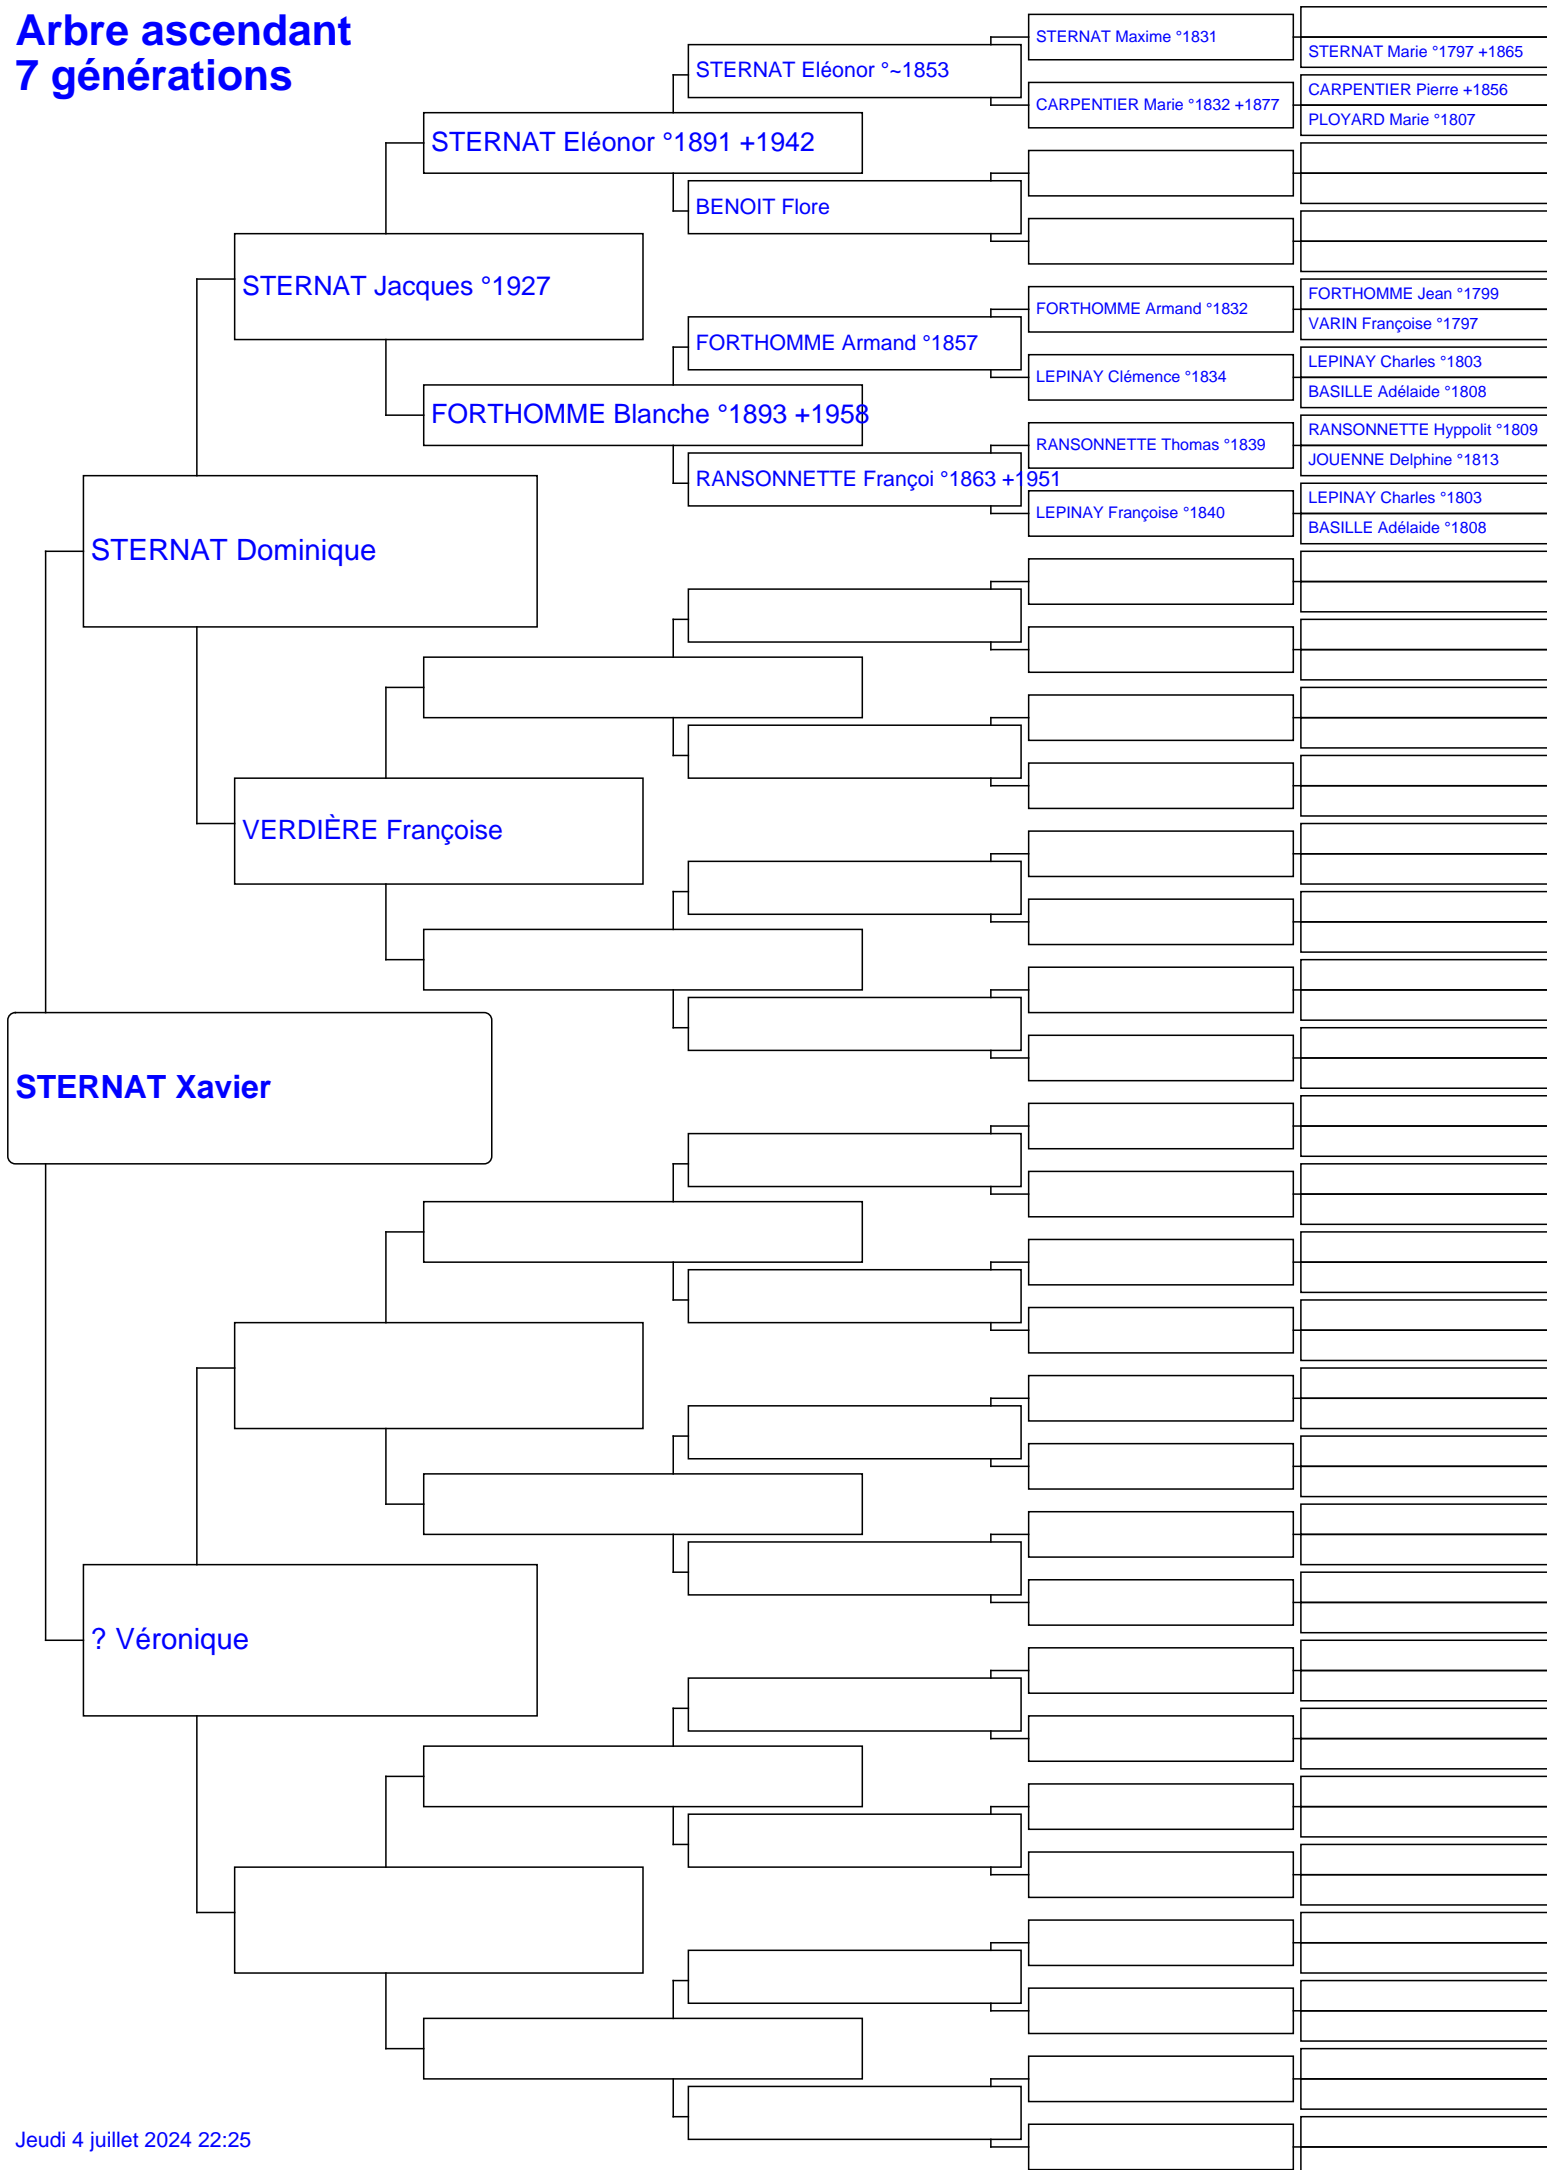 Arbre ascendant
7 générations
STERNAT Xavier
STERNAT Dominique
? Véronique
STERNAT Jacques °1927
VERDIÈRE Françoise
STERNAT Eléonor °1891 +1942
FORTHOMME Blanche °1893 +1958
STERNAT Eléonor °~1853
BENOIT Flore
FORTHOMME Armand °1857
RANSONNETTE Françoi °1863 +1951
STERNAT Maxime °1831
CARPENTIER Marie °1832 +1877
FORTHOMME Armand °1832
LEPINAY Clémence °1834
RANSONNETTE Thomas °1839
LEPINAY Françoise °1840
STERNAT Marie °1797 +1865
CARPENTIER Pierre +1856
PLOYARD Marie °1807
FORTHOMME Jean °1799
VARIN Françoise °1797
LEPINAY Charles °1803
BASILLE Adélaide °1808
RANSONNETTE Hyppolit °1809
JOUENNE Delphine °1813
LEPINAY Charles °1803
BASILLE Adélaide °1808
Jeudi 4 juillet 2024 22:25